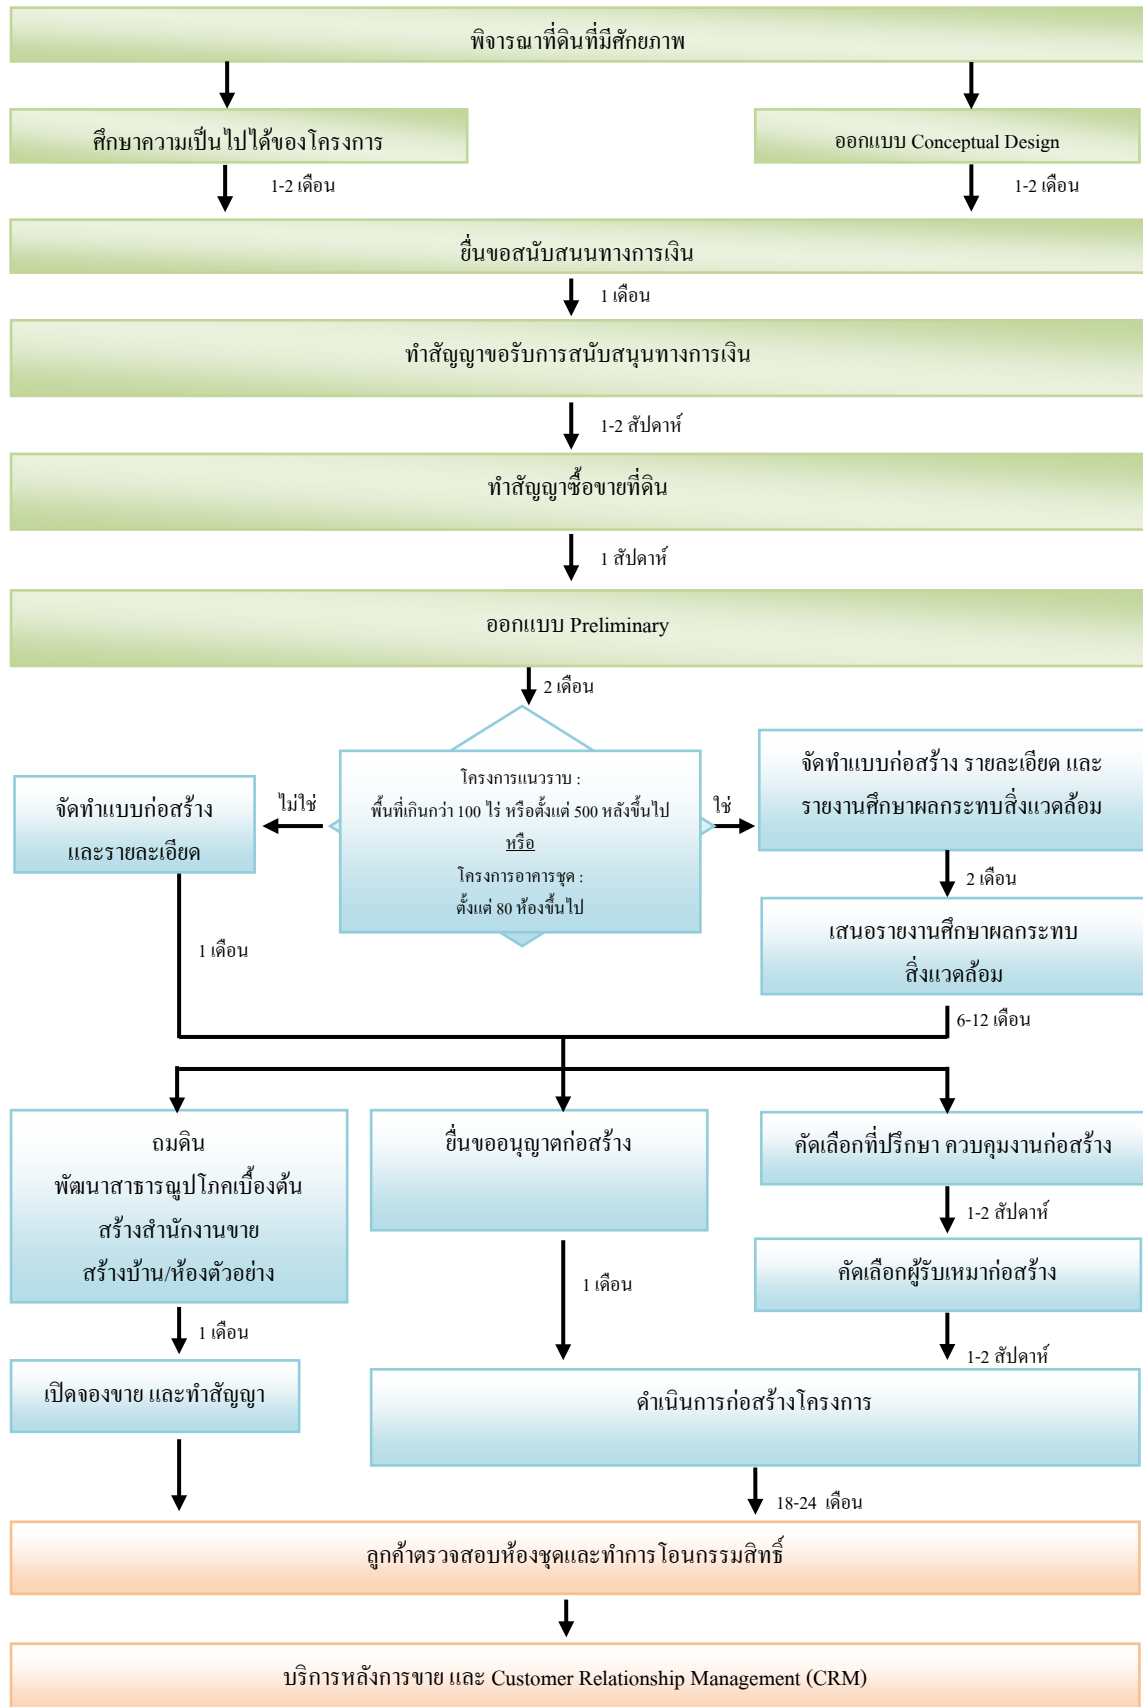 พิจารณาที่ดินที่มีศักยภาพ
ศึกษาความเป็นไปได้ของโครงการ
ออกแบบ Conceptual Design
1-2 เดือน
1-2 เดือน
ยื่นขอสนับสนนทางการเงิน
1 เดือน
ทำสัญญาขอรับการสนับสนุนทางการเงิน
1-2 สัปดาห์
ทำสัญญาซื้อขายที่ดิน
1 สัปดาห์
ออกแบบ Preliminary
2 เดือน
โครงการแนวราบ :
พื้นที่เกินกว่า 100 ไร่ หรือตั้งแต่ 500 หลังขึ้นไป
หรือ
โครงการอาคารชุด :
ตั้งแต่ 80 ห้องขึ้นไป
ไม่ใช่
ใช่
จัดทำแบบก่อสร้าง
และรายละเอียด
จัดทำแบบก่อสร้าง รายละเอียด และ
รายงานศึกษาผลกระทบสิ่งแวดล้อม
2 เดือน
เสนอรายงานศึกษาผลกระทบ
สิ่งแวดล้อม
1 เดือน
6-12 เดือน
ถมดิน
พัฒนาสาธารณูปโภคเบื้องต้น
สร้างสำนักงานขาย
สร้างบ้าน/ห้องตัวอย่าง
ยื่นขออนุญาตก่อสร้าง
คัดเลือกที่ปรึกษา ควบคุมงานก่อสร้าง
1-2 สัปดาห์
คัดเลือกผู้รับเหมาก่อสร้าง
1 เดือน
1 เดือน
1-2 สัปดาห์
เปิดจองขาย และทำสัญญา
ดำเนินการก่อสร้างโครงการ
18-24 เดือน
ลูกค้าตรวจสอบห้องชุดและทำการโอนกรรมสิทธิ์
บริการหลังการขาย และ Customer Relationship Management (CRM)